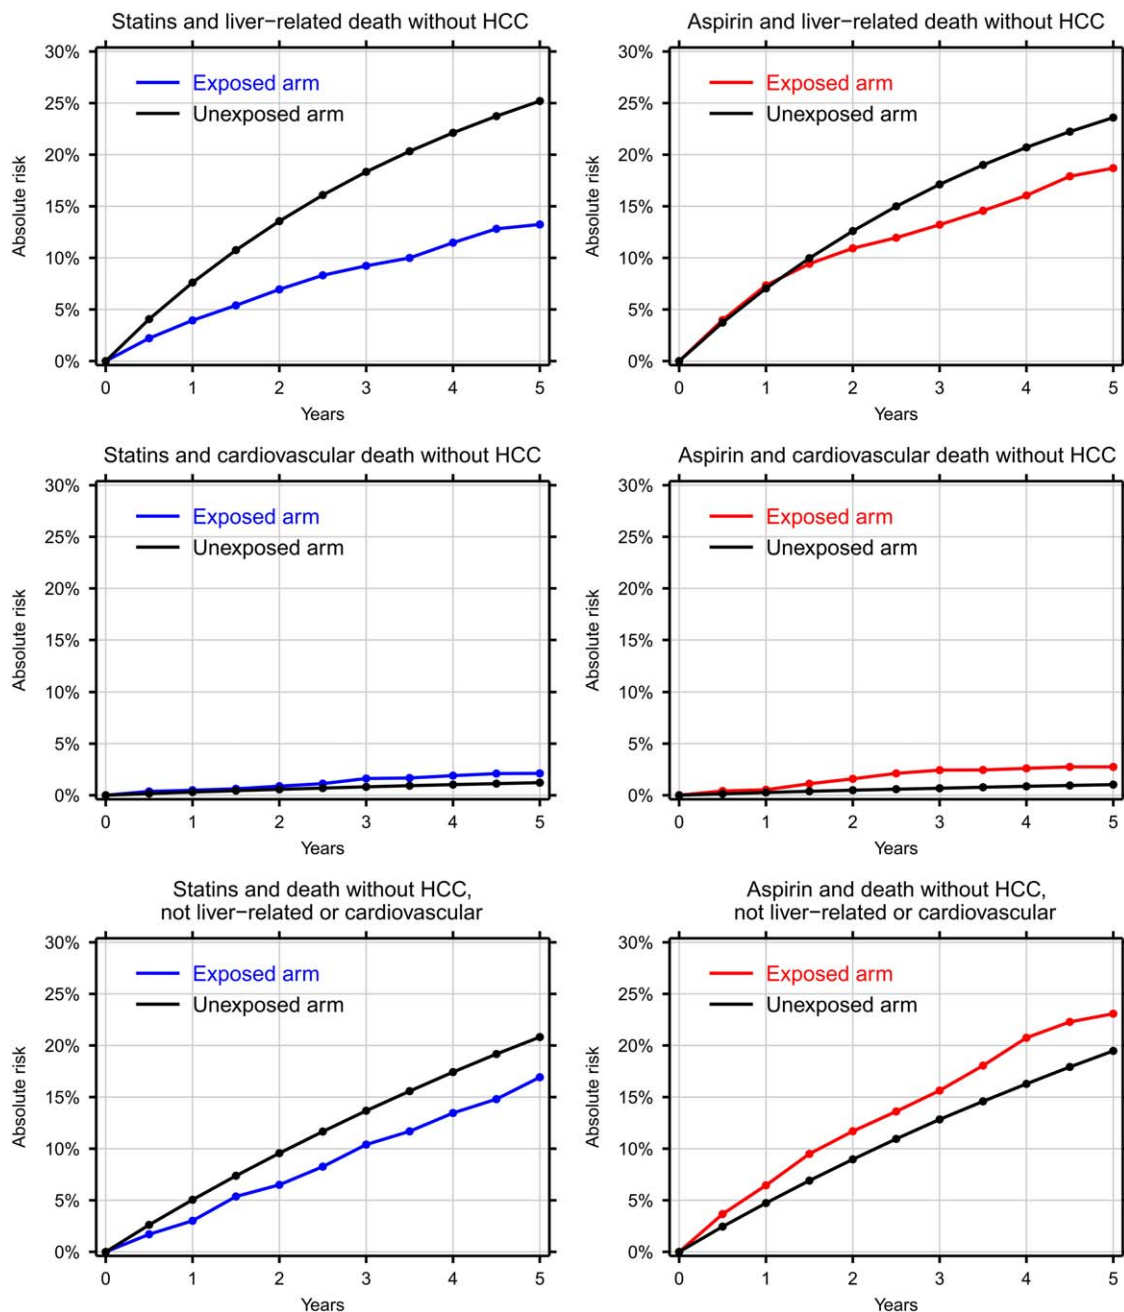 Statins and liver−related death without HCC
30%
25%
20%
15%
10%
5%
0%
Absolute risk
Exposed arm
Unexposed arm
0 1 2 3 4 5
Years
Aspirin and liver−related death without HCC
30%
25%
20%
15%
10%
5%
0%
Absolute risk
Exposed arm
Unexposed arm
0 1 2 3 4 5
Years
Statins and cardiovascular death without HCC
30%
25%
20%
15%
10%
5%
0%
Absolute risk
Exposed arm
Unexposed arm
0 1 2 3 4 5
Years
Aspirin and cardiovascular death without HCC
30%
25%
20%
15%
10%
5%
0%
Absolute risk
Exposed arm
Unexposed arm
0 1 2 3 4 5
Years
Statins and death without HCC,
not liver−related or cardiovascular
30%
25%
20%
15%
10%
5%
0%
Absolute risk
Exposed arm
Unexposed arm
0 1 2 3 4 5
Years
Aspirin and death without HCC,
not liver−related or cardiovascular
30%
25%
20%
15%
10%
5%
0%
Absolute risk
Exposed arm
Unexposed arm
0 1 2 3 4 5
Years